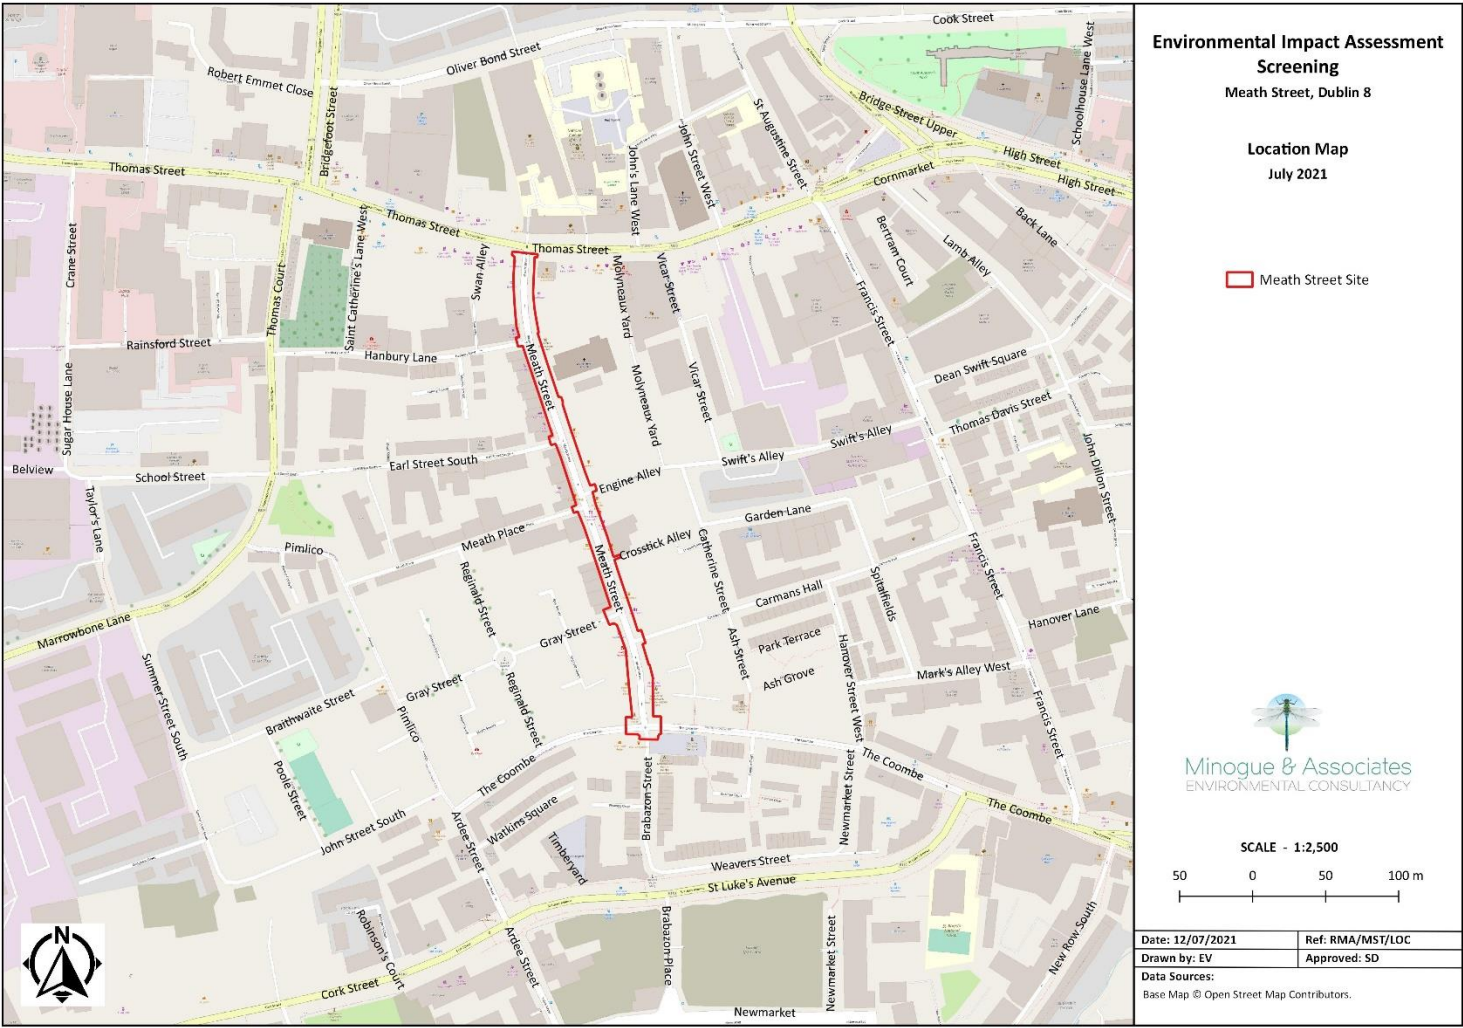 Cook Street
Oliver Bond Street
Robert Emmet Close
Bridgefoot Street
Schoolhouse Lane West
St Augustine Street
Bridge Street Upper
John Street West
John's Lane West
High Street
High Street
Cornmarket
Thomas Street
Thomas Street
Thomas Street
Saint Catherine's Lane West
Crane Street
Thomas Court
Swan Alley
Molyneaux Yard
Vicar Street
Bertram Court
Back Lane
Lamb Alley
Francis Street
Rainsford Street
Hanbury Lane
Meath Street
Dean Swift Square
Sugar House Lane
Molyneaux Yard
Vicar Street
Thomas Davis Street
Swift's Alley
Swift's Alley
John Dillon Street
Belview
School Street
Earl Street South
Engine Alley
Taylor's Lane
Garden Lane
Meath Place
Crosstick Alley
Pimlico
Meath Street
Catherine Street
Francis Street
Reginald Street
Spitalfields
Carmans Hall
Hanover Lane
Marrowbone Lane
Gray Street
Ash Street
Park Terrace
Hanover Street West
Mark's Alley West
Ash Grove
Summer Street South
Gray Street
Reginald Street
Braithwaite Street
Pimlico
Francis Street
The Coombe
The Coombe
The Coombe
Poole Street
Brabazon Street
Newmarket Street
John Street South
Ardee Street
Watkins Square
Timberyard
Weavers Street
St Luke's Avenue
Robinson's Court
Ardee Street
Brabazon Place
Newmarket Street
New Row South
Cork Street
Newmarket
N
Environmental Impact Assessment
Screening
Meath Street, Dublin 8
Location Map
July 2021
Meath Street Site
Minogue & Associates
ENVIRONMENTAL CONSULTANCY
SCALE - 1:2,500
50 0 50 100 m
Date: 12/07/2021 Ref: RMA/MST/LOC
Drawn by: EV Approved: SD
Data Sources:
Base Map © Open Street Map Contributors.